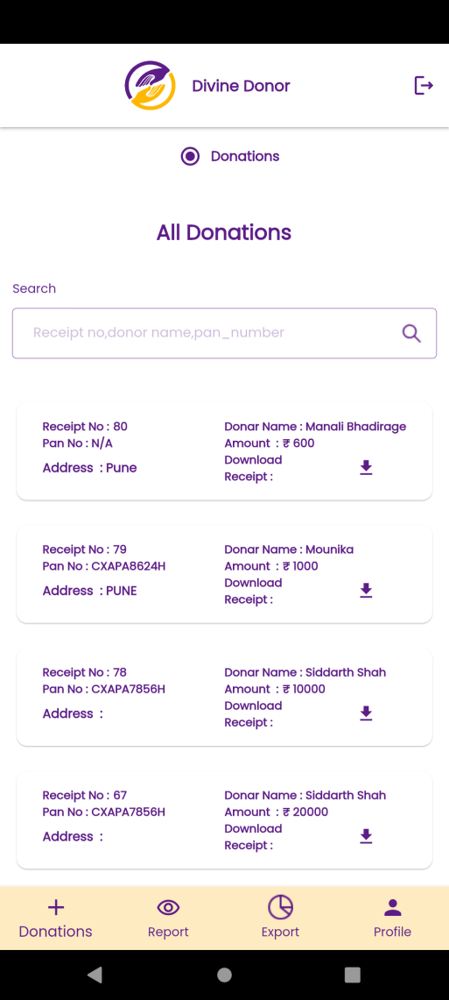 Divine Donor
Donations
All Donations
Search
Receipt no,donor name,pan_number
Receipt No : 80
Pan No : N/A
Address : Pune
Donar Name : Manali Bhadirage
Amount : ₹ 600
Download
Receipt :
Receipt No : 79
Pan No : CXAPA8624H
Address : PUNE
Donar Name : Mounika
Amount : ₹ 1000
Download
Receipt :
Receipt No : 78
Pan No : CXAPA7856H
Address :
Donar Name : Siddarth Shah
Amount : ₹ 10000
Download
Receipt :
Receipt No : 67
Pan No : CXAPA7856H
Address :
Donar Name : Siddarth Shah
Amount : ₹ 20000
Download
Receipt :
Donations
Report
Export
Profile